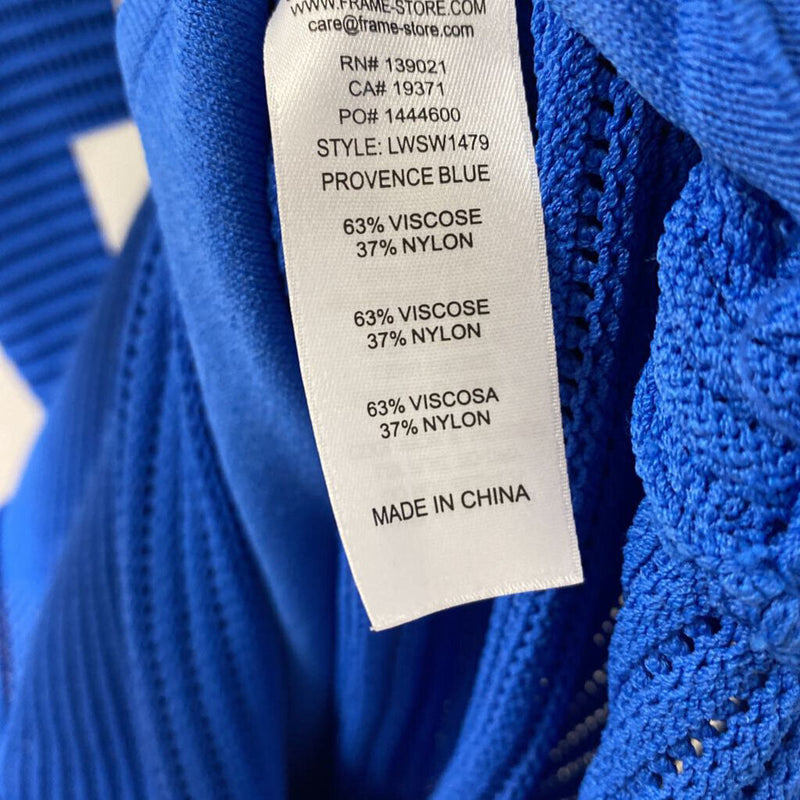 WWW.FRAME-STORE.COM
care@frame-store.com
RN# 139021
CA# 19371
PO# 1444600
STYLE: LWSW1479
PROVENCE BLUE
63% VISCOSE
37% NYLON
63% VISCOSE
37% NYLON
63% VISCOSA
37% NYLON
MADE IN CHINA